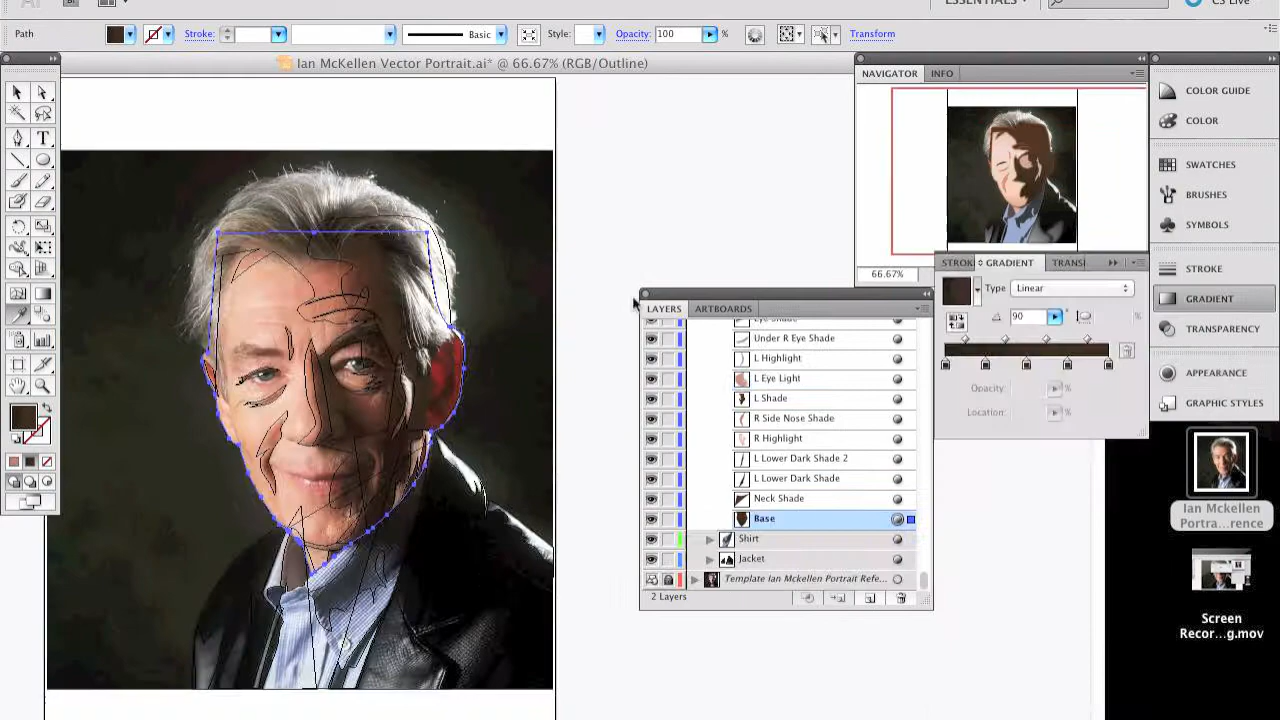 ESSENTIALS
CS Live
Path
Stroke:
Basic
Style:
Opacity:
100
%
Transform
Ian McKellen Vector Portrait.ai* @ 66.67% (RGB/Outline)
NAVIGATOR
INFO
66.67%
COLOR GUIDE
COLOR
SWATCHES
BRUSHES
SYMBOLS
STROKE
GRADIENT
TRANSPARENCY
APPEARANCE
GRAPHIC STYLES
STROK
GRADIENT
TRANSI
Type
Linear
90
%
Opacity:
%
Location:
%
LAYERS
ARTBOARDS
Under R Eye Shade
L Highlight
L Eye Light
L Shade
R Side Nose Shade
R Highlight
L Lower Dark Shade 2
L Lower Dark Shade
Neck Shade
Base
Shirt
Jacket
Template Ian Mckellen Portrait Refe...
2 Layers
Ian McKellen
Portra...rence
Screen
Recor...g.mov